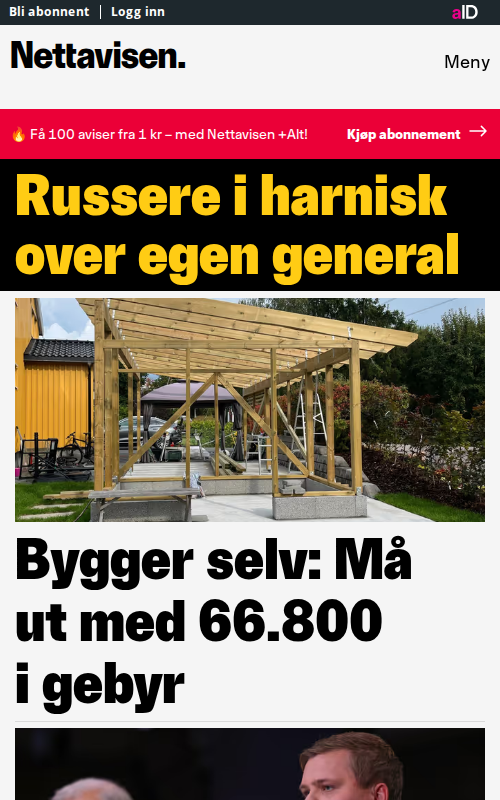 Bli abonnent | Logg inn
aID
Nettavisen.
Meny
🔥 Få 100 aviser fra 1 kr – med Nettavisen +Alt!
Kjøp abonnement →
Russere i harnisk
over egen general
Bygger selv: Må
ut med 66.800
i gebyr